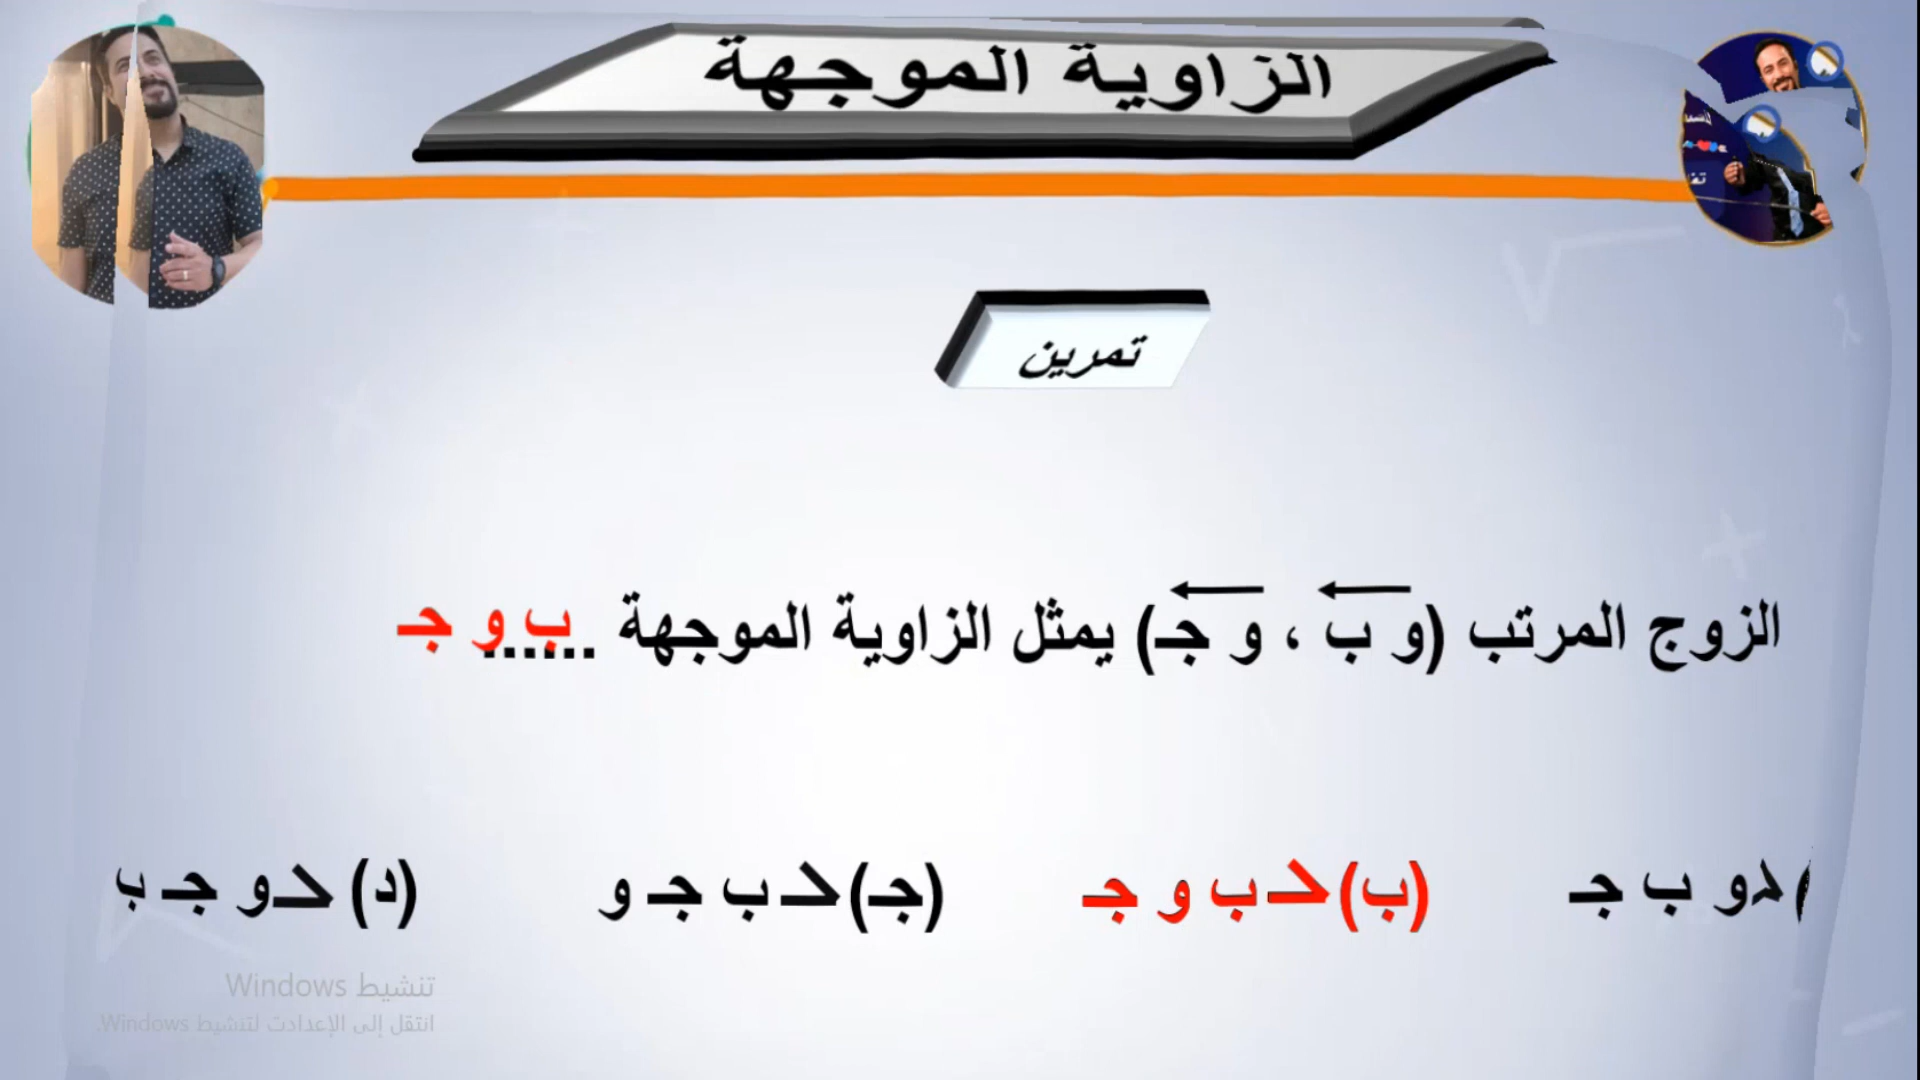 الزاوية الموجهة
تمرين
الزوج المرتب (و ب ، و جـ) يمثل الزاوية الموجهة ...... ب و جـ
) ∠و ب جـ (ب) ∠ ب و جـ (جـ) ∠ ب جـ و (د) ∠و جـ ب
تنشيط Windows
انتقل إلى الإعدادت لتنشيط Windows.